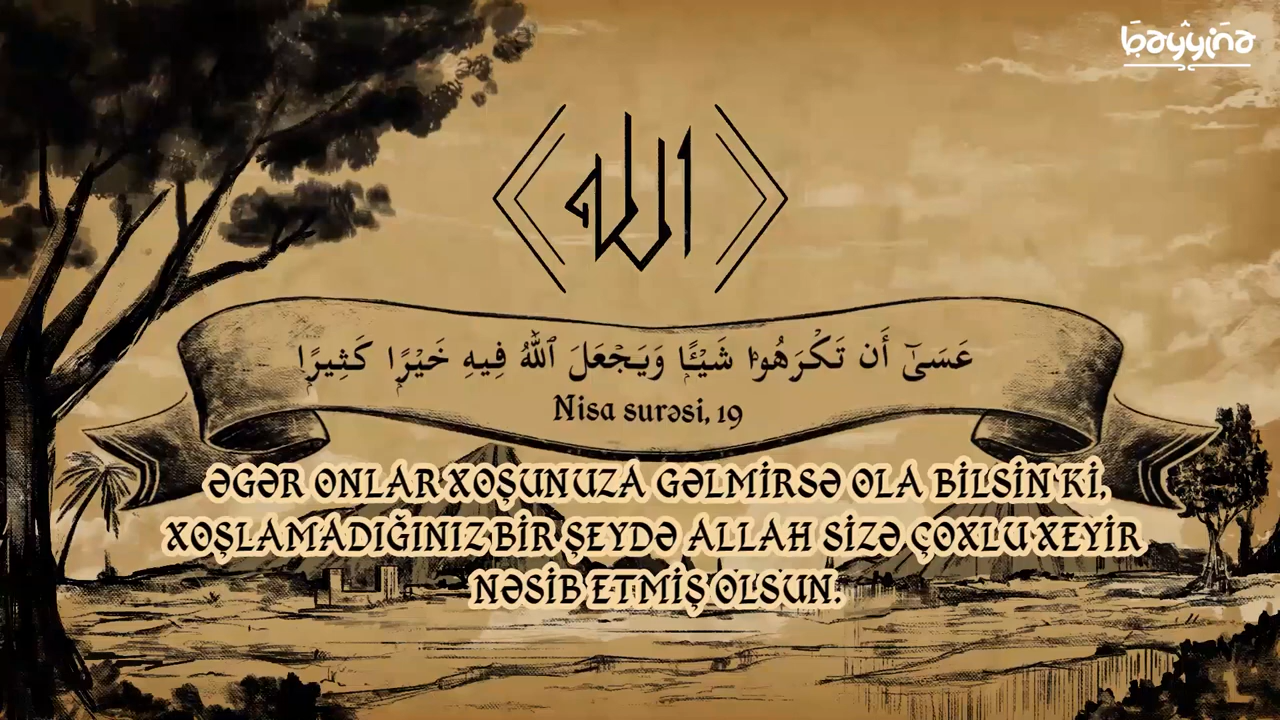 bayyina
الله
عَسَىٰٓ أَن تَكْرَهُوا۟ شَيْـًٔا وَيَجْعَلَ ٱللَّهُ فِيهِ خَيْرًا كَثِيرًا
Nisa surəsi, 19
ƏGƏR ONLAR XOŞUNUZA GƏLMİRSƏ OLA BİLSİN Kİ,
XOŞLAMADIĞINIZ BİR ŞEYDƏ ALLAH SİZƏ ÇOXLU XEYİR
NƏSİB ETMİŞ OLSUN.